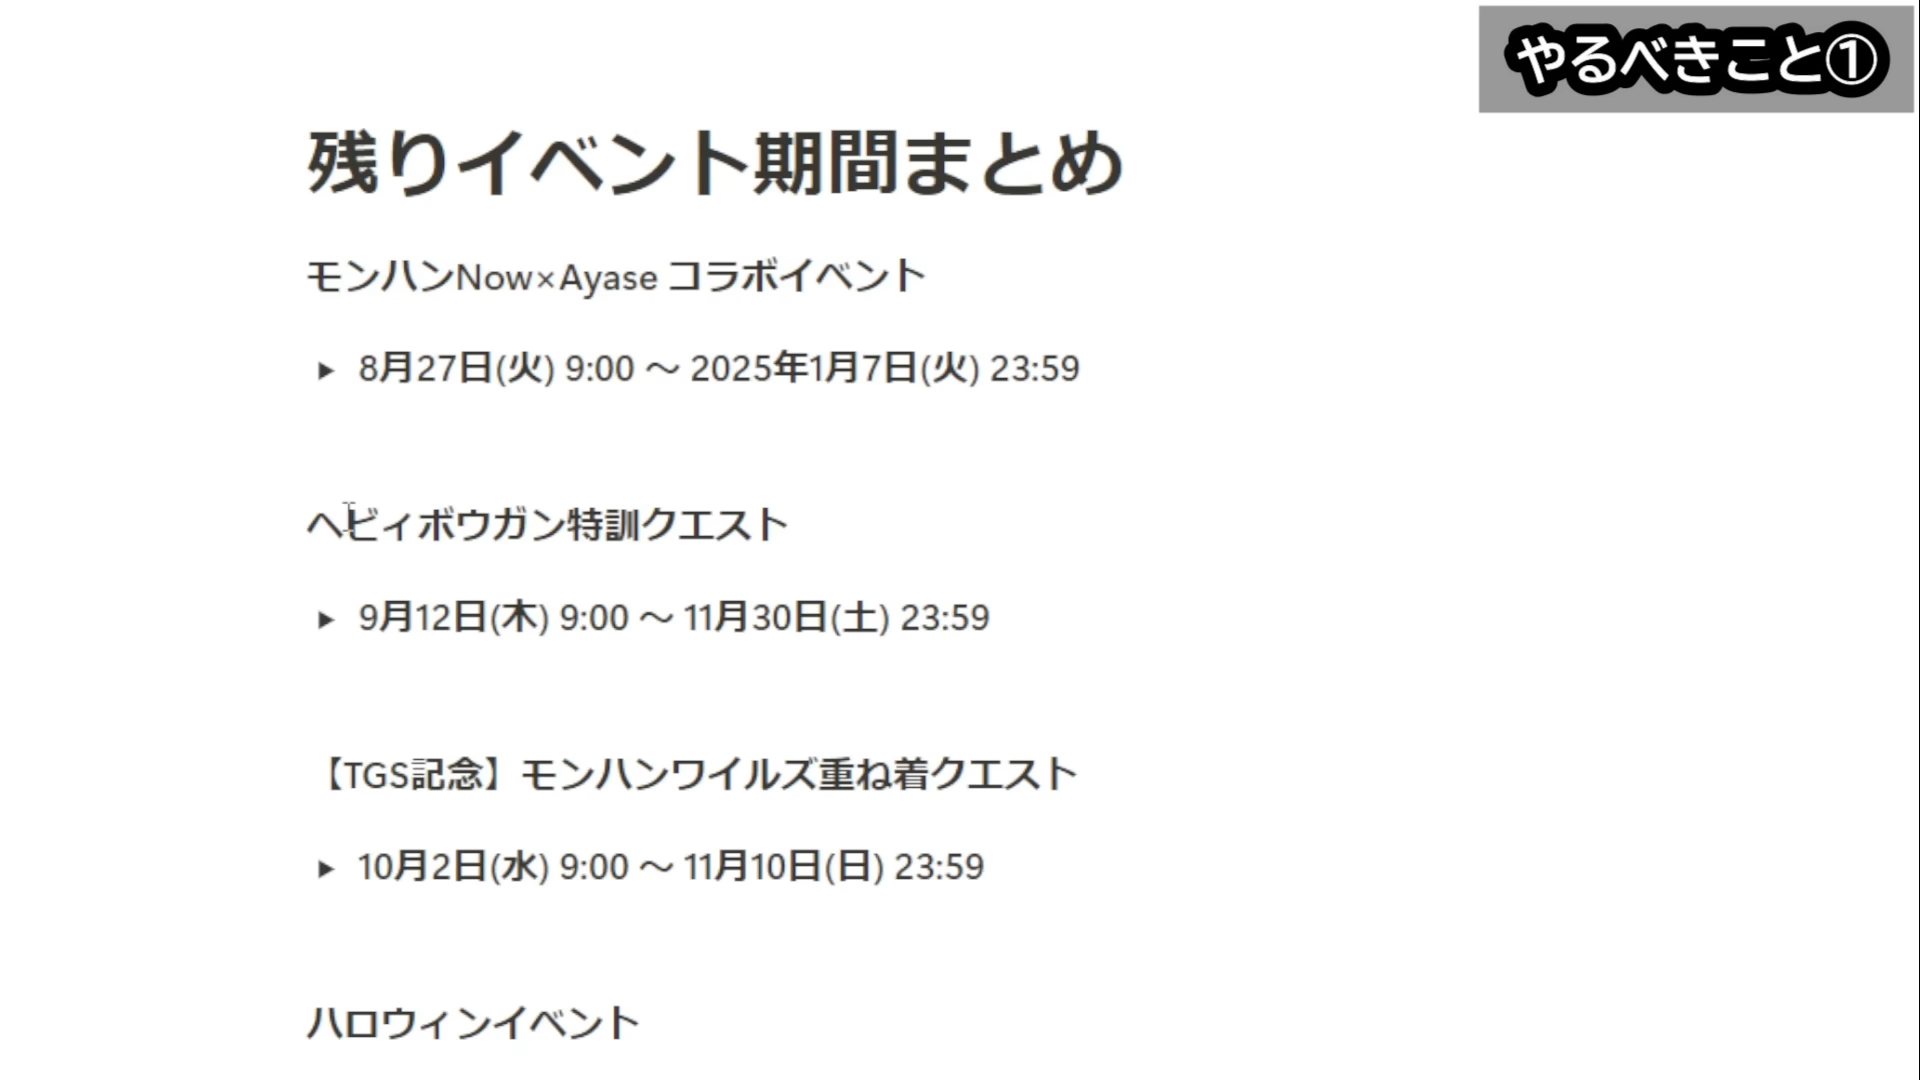 やるべきこと①
残りイベント期間まとめ
モンハンNow×Ayase コラボイベント
▶ 8月27日(火) 9:00 ～ 2025年1月7日(火) 23:59
ヘビィボウガン特訓クエスト
▶ 9月12日(木) 9:00 ～ 11月30日(土) 23:59
【TGS記念】モンハンワイルズ重ね着クエスト
▶ 10月2日(水) 9:00 ～ 11月10日(日) 23:59
ハロウィンイベント